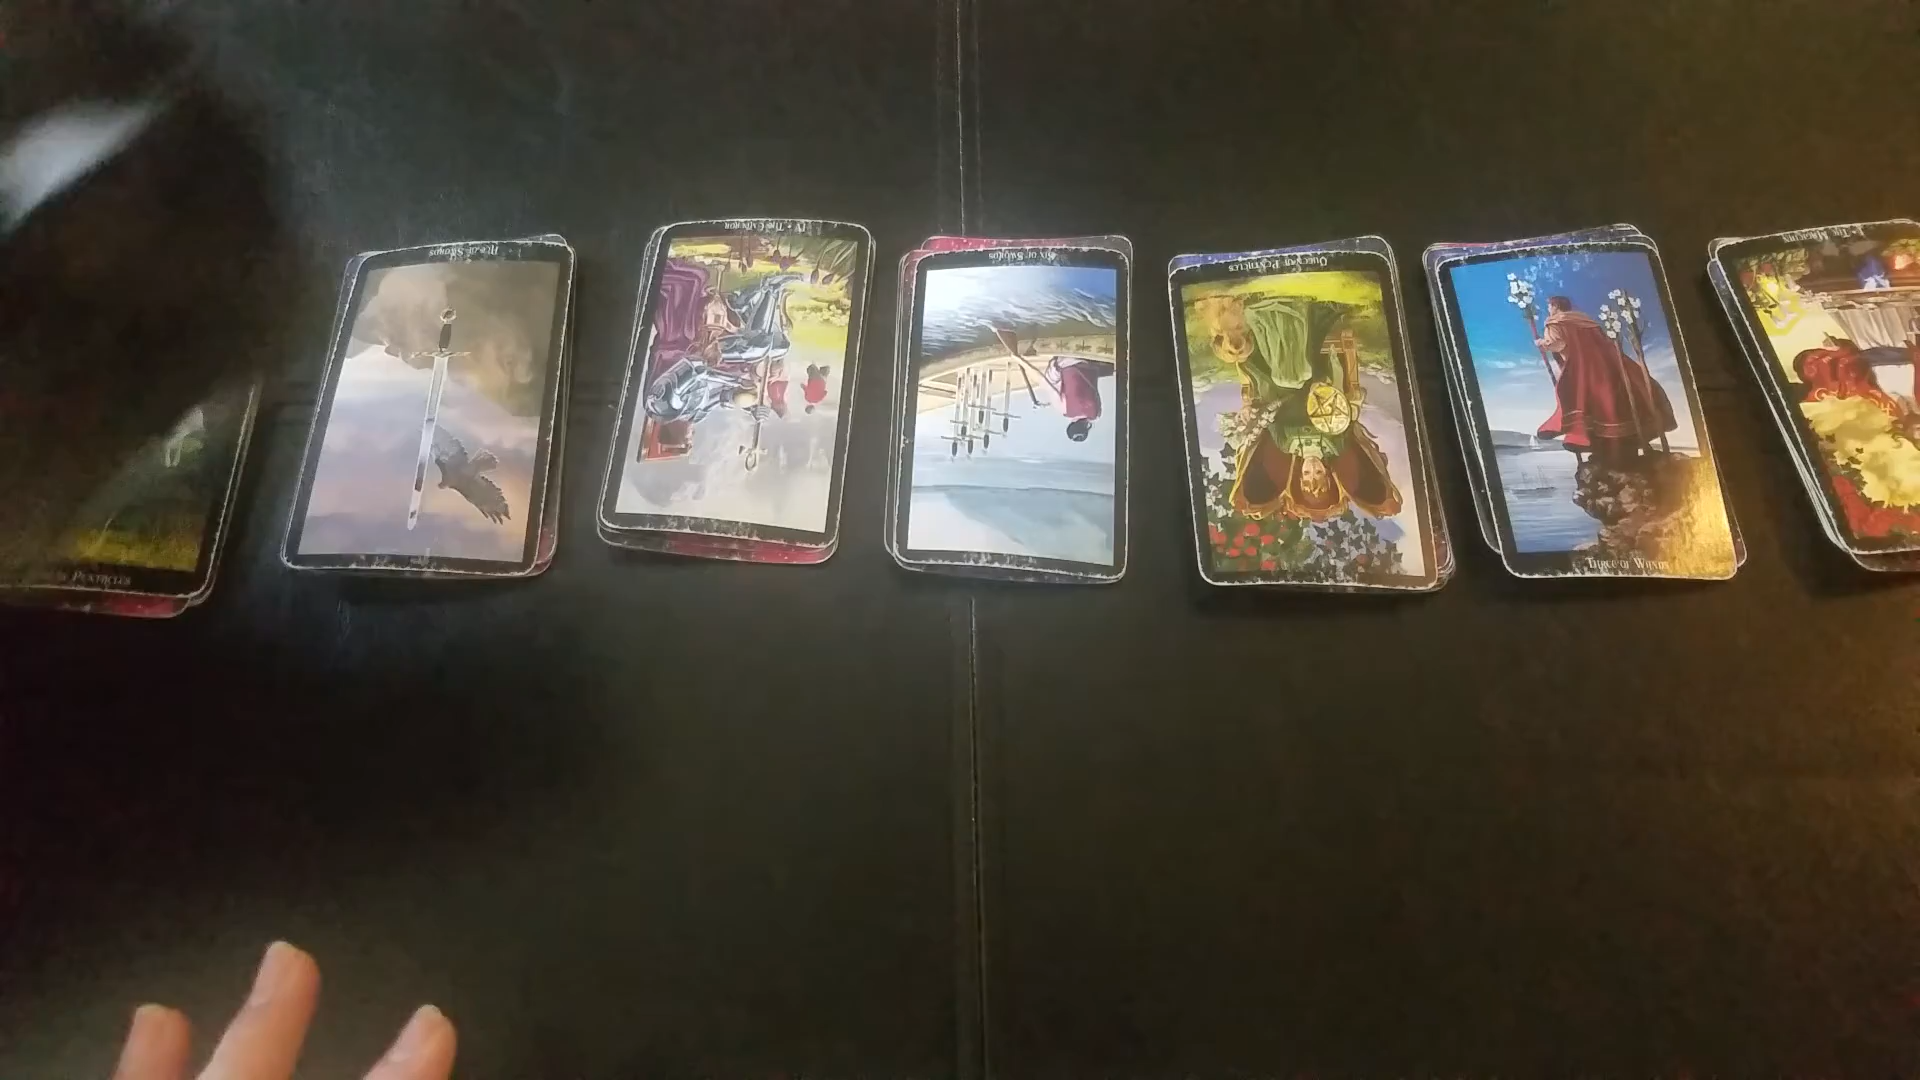 Ace of Swords
IV • The Emperor
Six of Swords
Queen of Pentacles
I • The Magician
Three of Wands
Pentacles